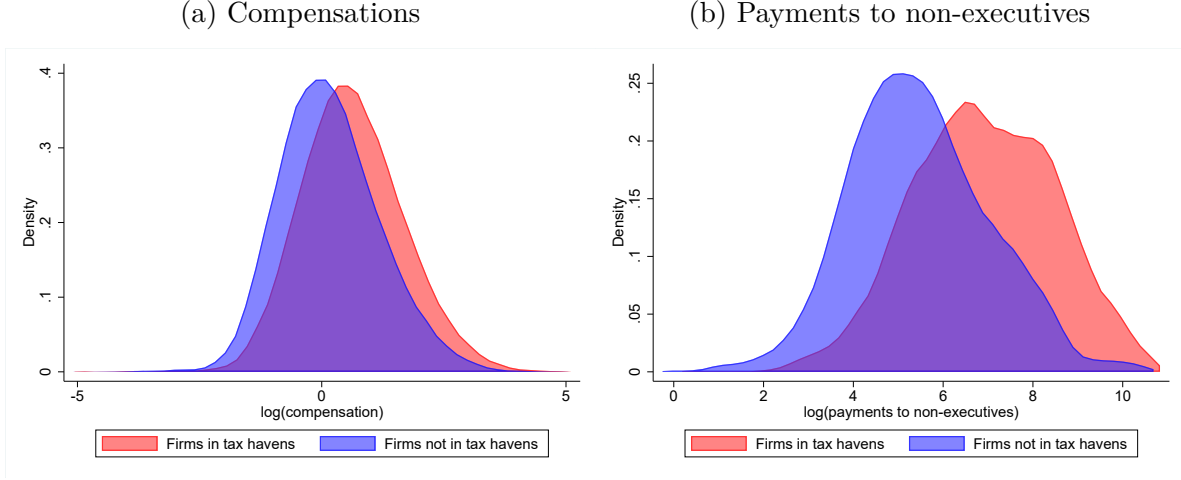 (a) Compensations
(b) Payments to non-executives
Density
.4
.3
.2
.1
0
-5
0
5
log(compensation)
Firms in tax havens
Firms not in tax havens
Density
.25
.2
.15
.1
.05
0
0
2
4
6
8
10
log(payments to non-executives)
Firms in tax havens
Firms not in tax havens